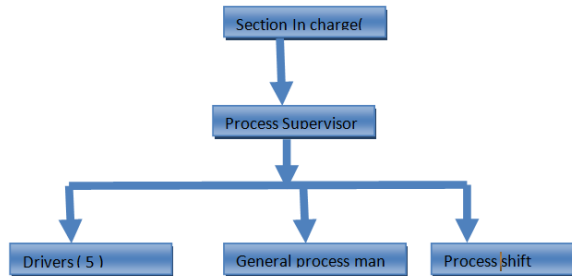 Section In charge(
Process Supervisor
Drivers ( 5 )
General process man
Process shift